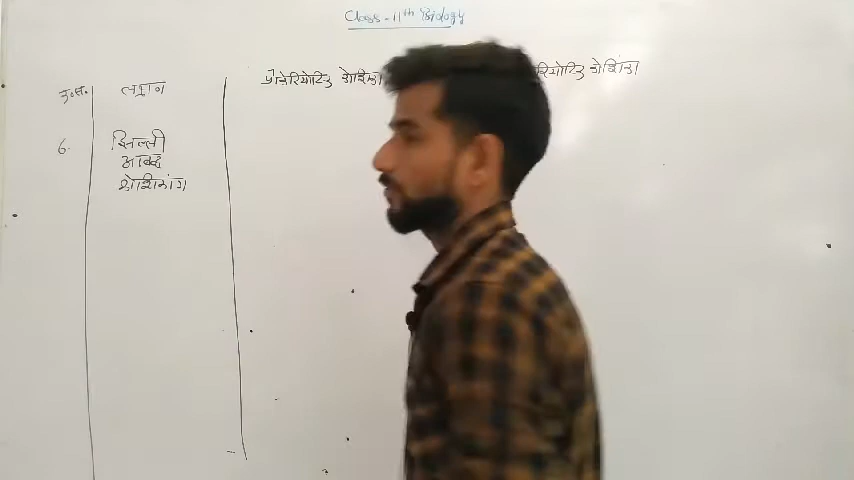 Class - 11th Biology
क्र.सं. लक्षण प्रोकेरियोटिक कोशिका रियोटिक कोशिका
6. झिल्ली
आबद्ध
कोशिकांग